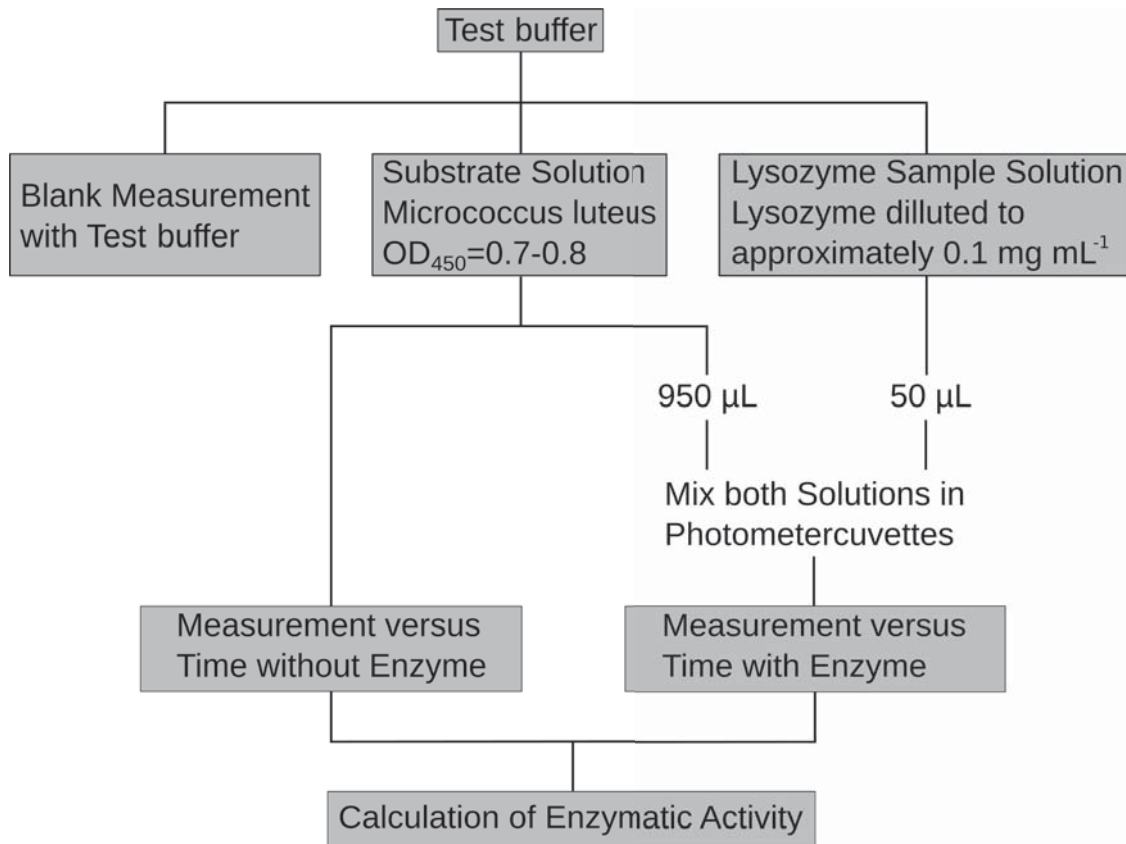 Test buffer
Blank Measurement
with Test buffer
Substrate Solution
Micrococcus luteus
OD₄₅₀=0.7-0.8
Lysozyme Sample Solution
Lysozyme dilluted to
approximately 0.1 mg mL⁻¹
950 µL
50 µL
Mix both Solutions in
Photometercuvettes
Measurement versus
Time without Enzyme
Measurement versus
Time with Enzyme
Calculation of Enzymatic Activity